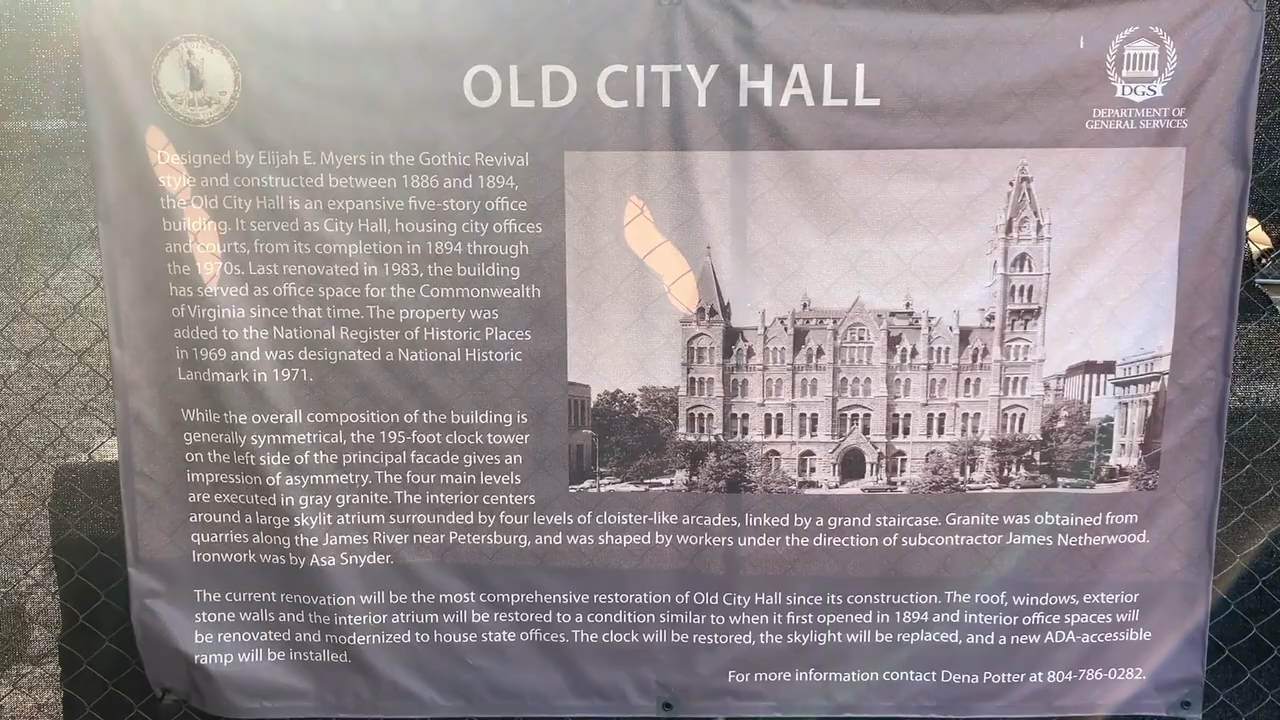 OLD CITY HALL
DGS
DEPARTMENT OF
GENERAL SERVICES
Designed by Elijah E. Myers in the Gothic Revival
style and constructed between 1886 and 1894,
the Old City Hall is an expansive five-story office
building. It served as City Hall, housing city offices
and courts, from its completion in 1894 through
the 1970s. Last renovated in 1983, the building
has served as office space for the Commonwealth
of Virginia since that time. The property was
added to the National Register of Historic Places
in 1969 and was designated a National Historic
Landmark in 1971.
While the overall composition of the building is
generally symmetrical, the 195-foot clock tower
on the left side of the principal facade gives an
impression of asymmetry. The four main levels
are executed in gray granite. The interior centers
around a large skylit atrium surrounded by four levels of cloister-like arcades, linked by a grand staircase. Granite was obtained from
quarries along the James River near Petersburg, and was shaped by workers under the direction of subcontractor James Netherwood.
Ironwork was by Asa Snyder.
The current renovation will be the most comprehensive restoration of Old City Hall since its construction. The roof, windows, exterior
stone walls and the interior atrium will be restored to a condition similar to when it first opened in 1894 and interior office spaces will
be renovated and modernized to house state offices. The clock will be restored, the skylight will be replaced, and a new ADA-accessible
ramp will be installed.
For more information contact Dena Potter at 804-786-0282.